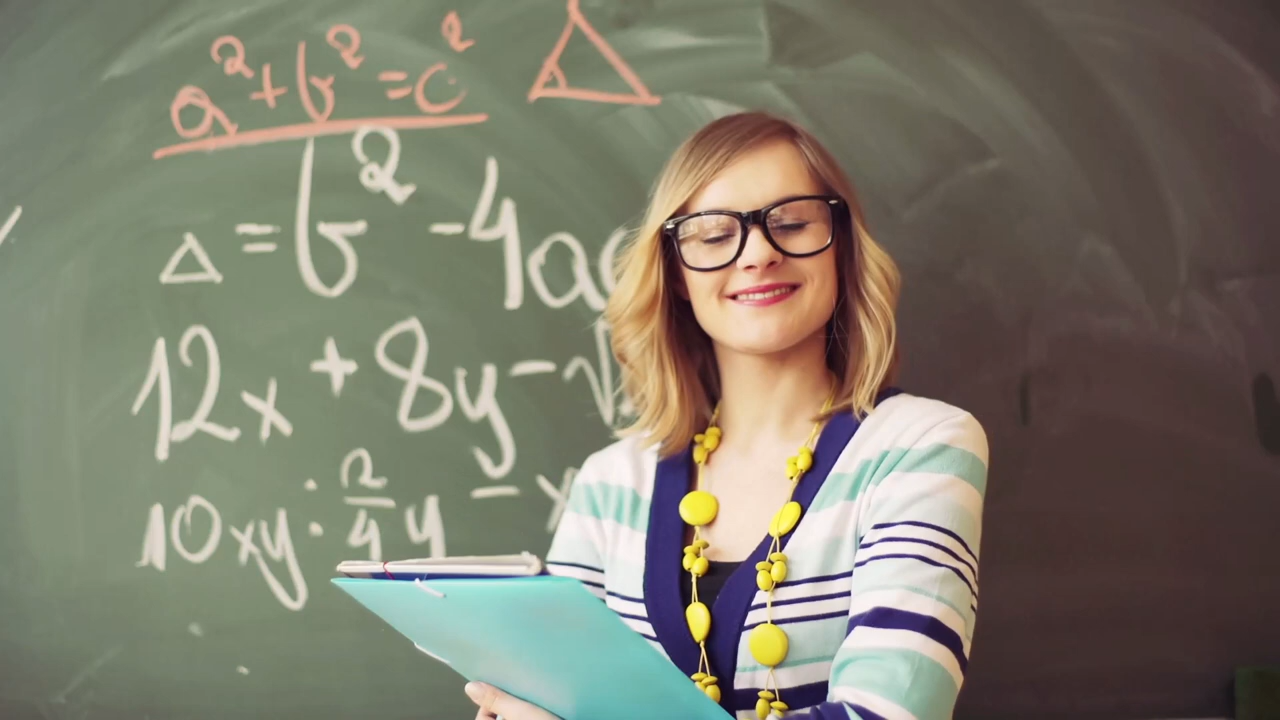 a²+b²=c²
△=b²-4ac
12x+8y-√
10xy:2/4y-x